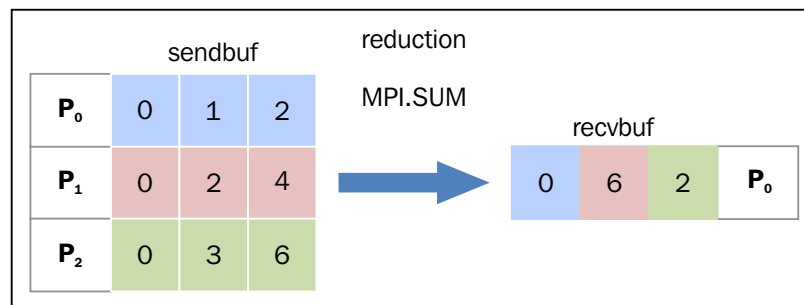 sendbuf
reduction
MPI.SUM
recvbuf
P0 0 1 2
P1 0 2 4
P2 0 3 6
0 6 2 P0